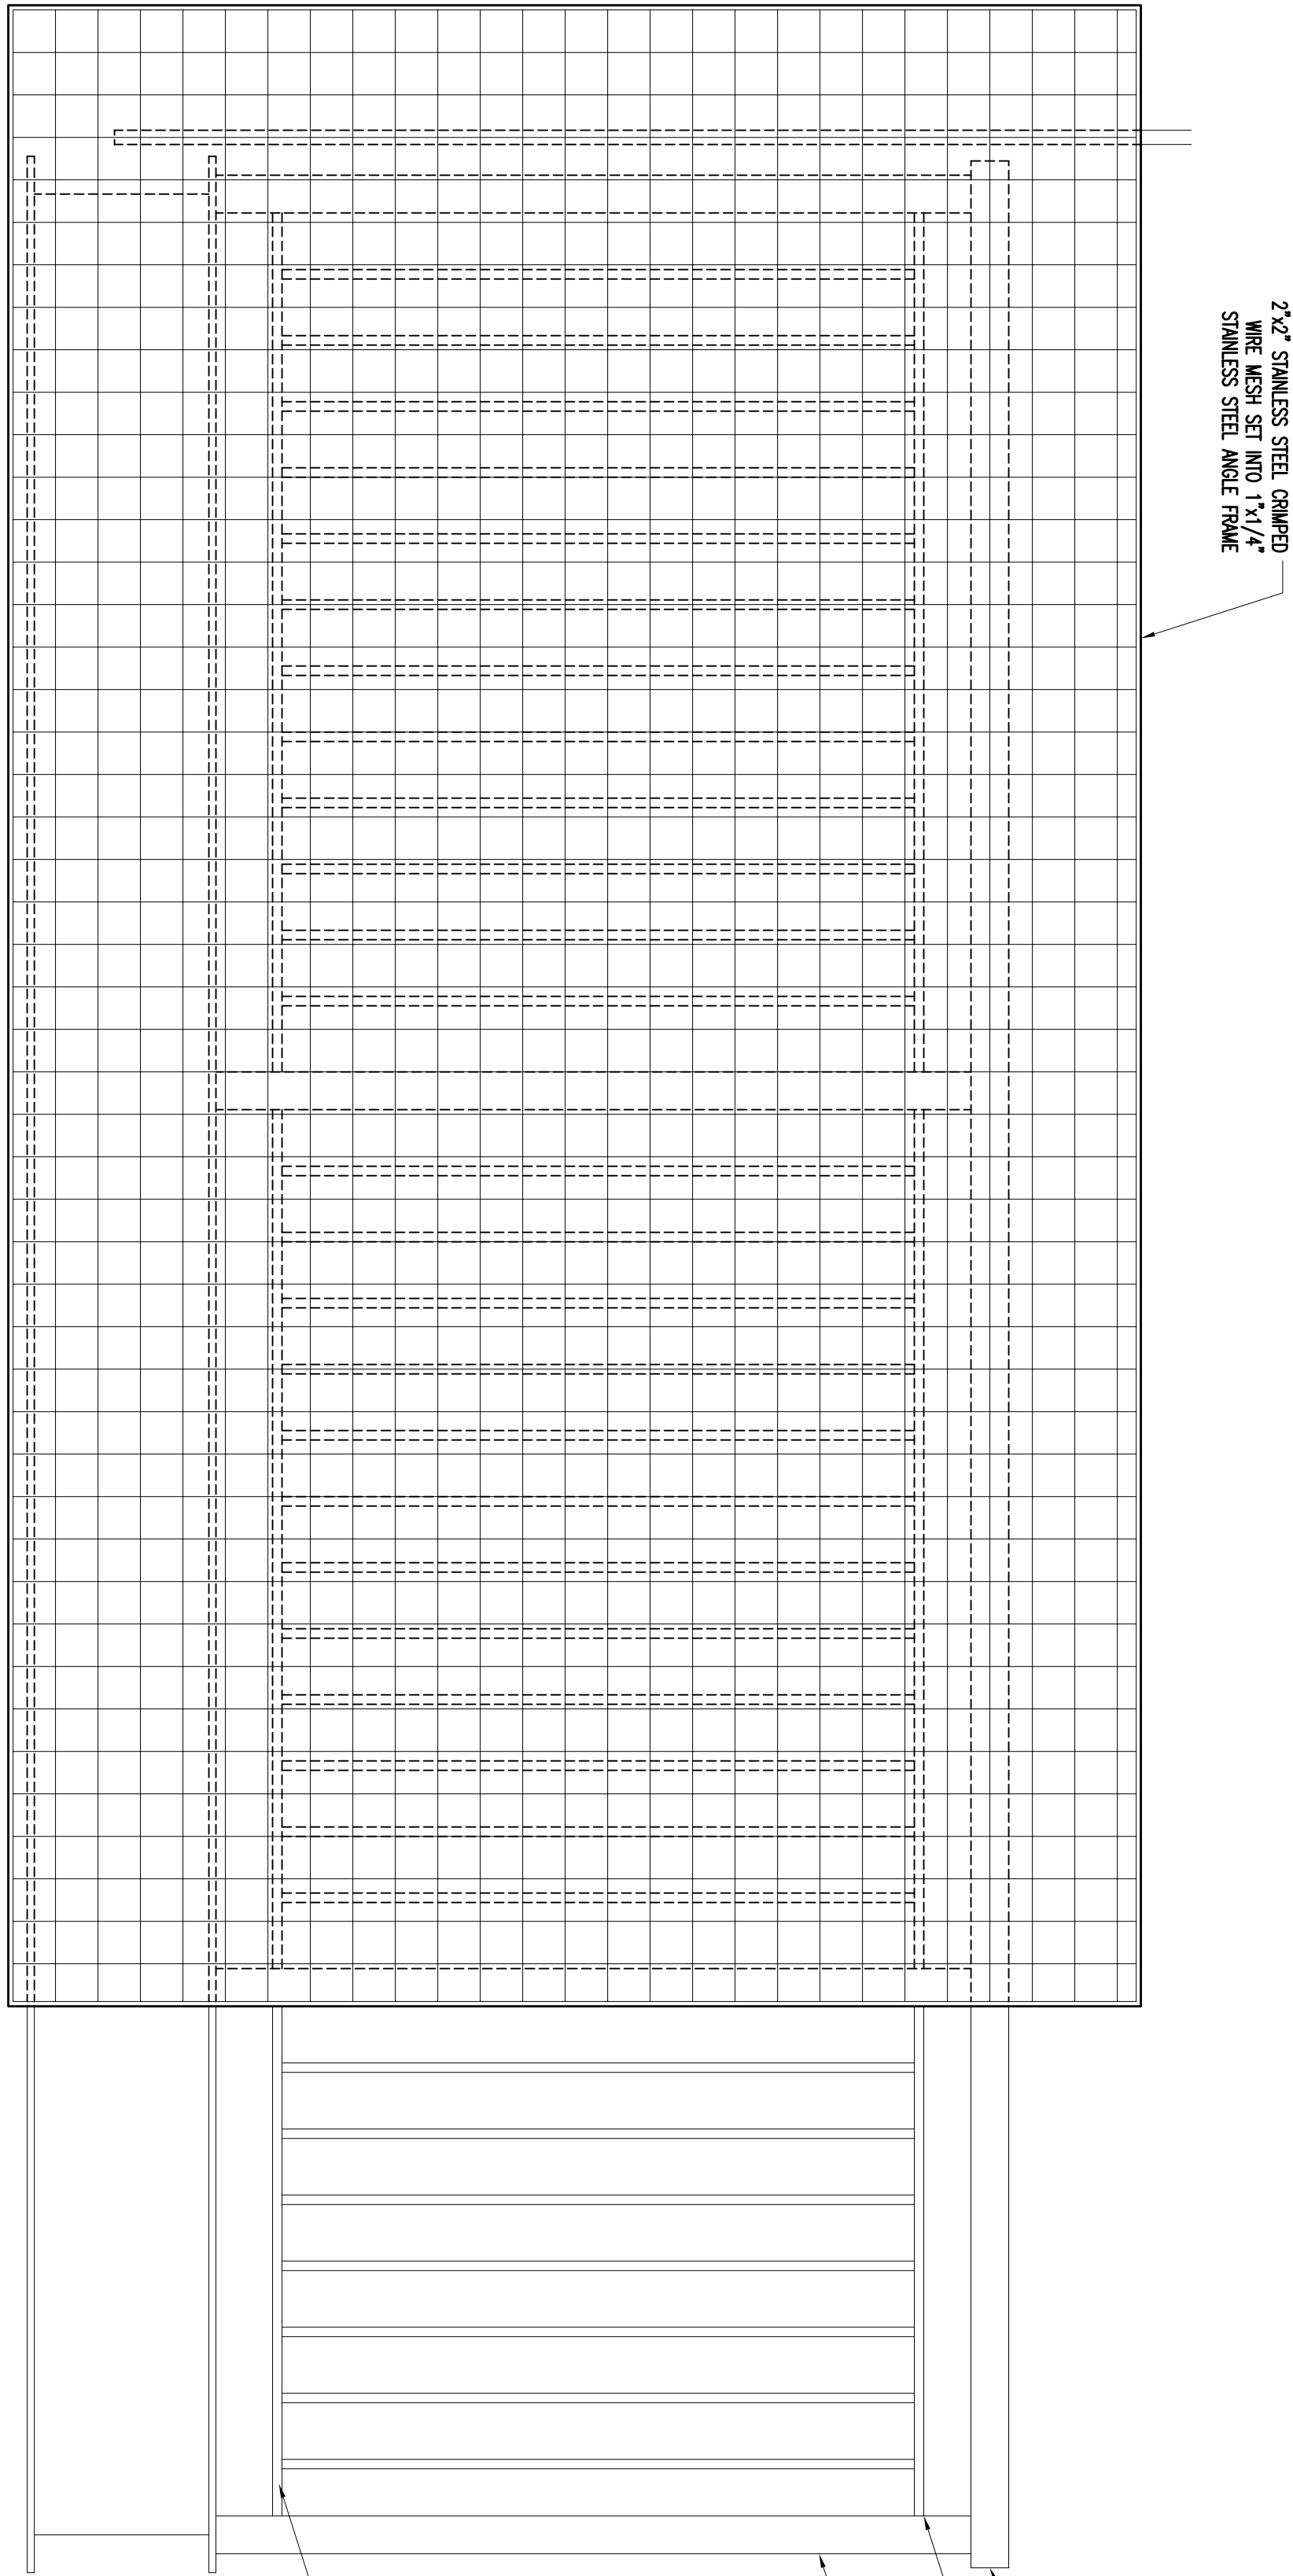 2"x2" STAINLESS STEEL CRIMPED
WIRE MESH SET INTO 1"x1/4"
STAINLESS STEEL ANGLE FRAME